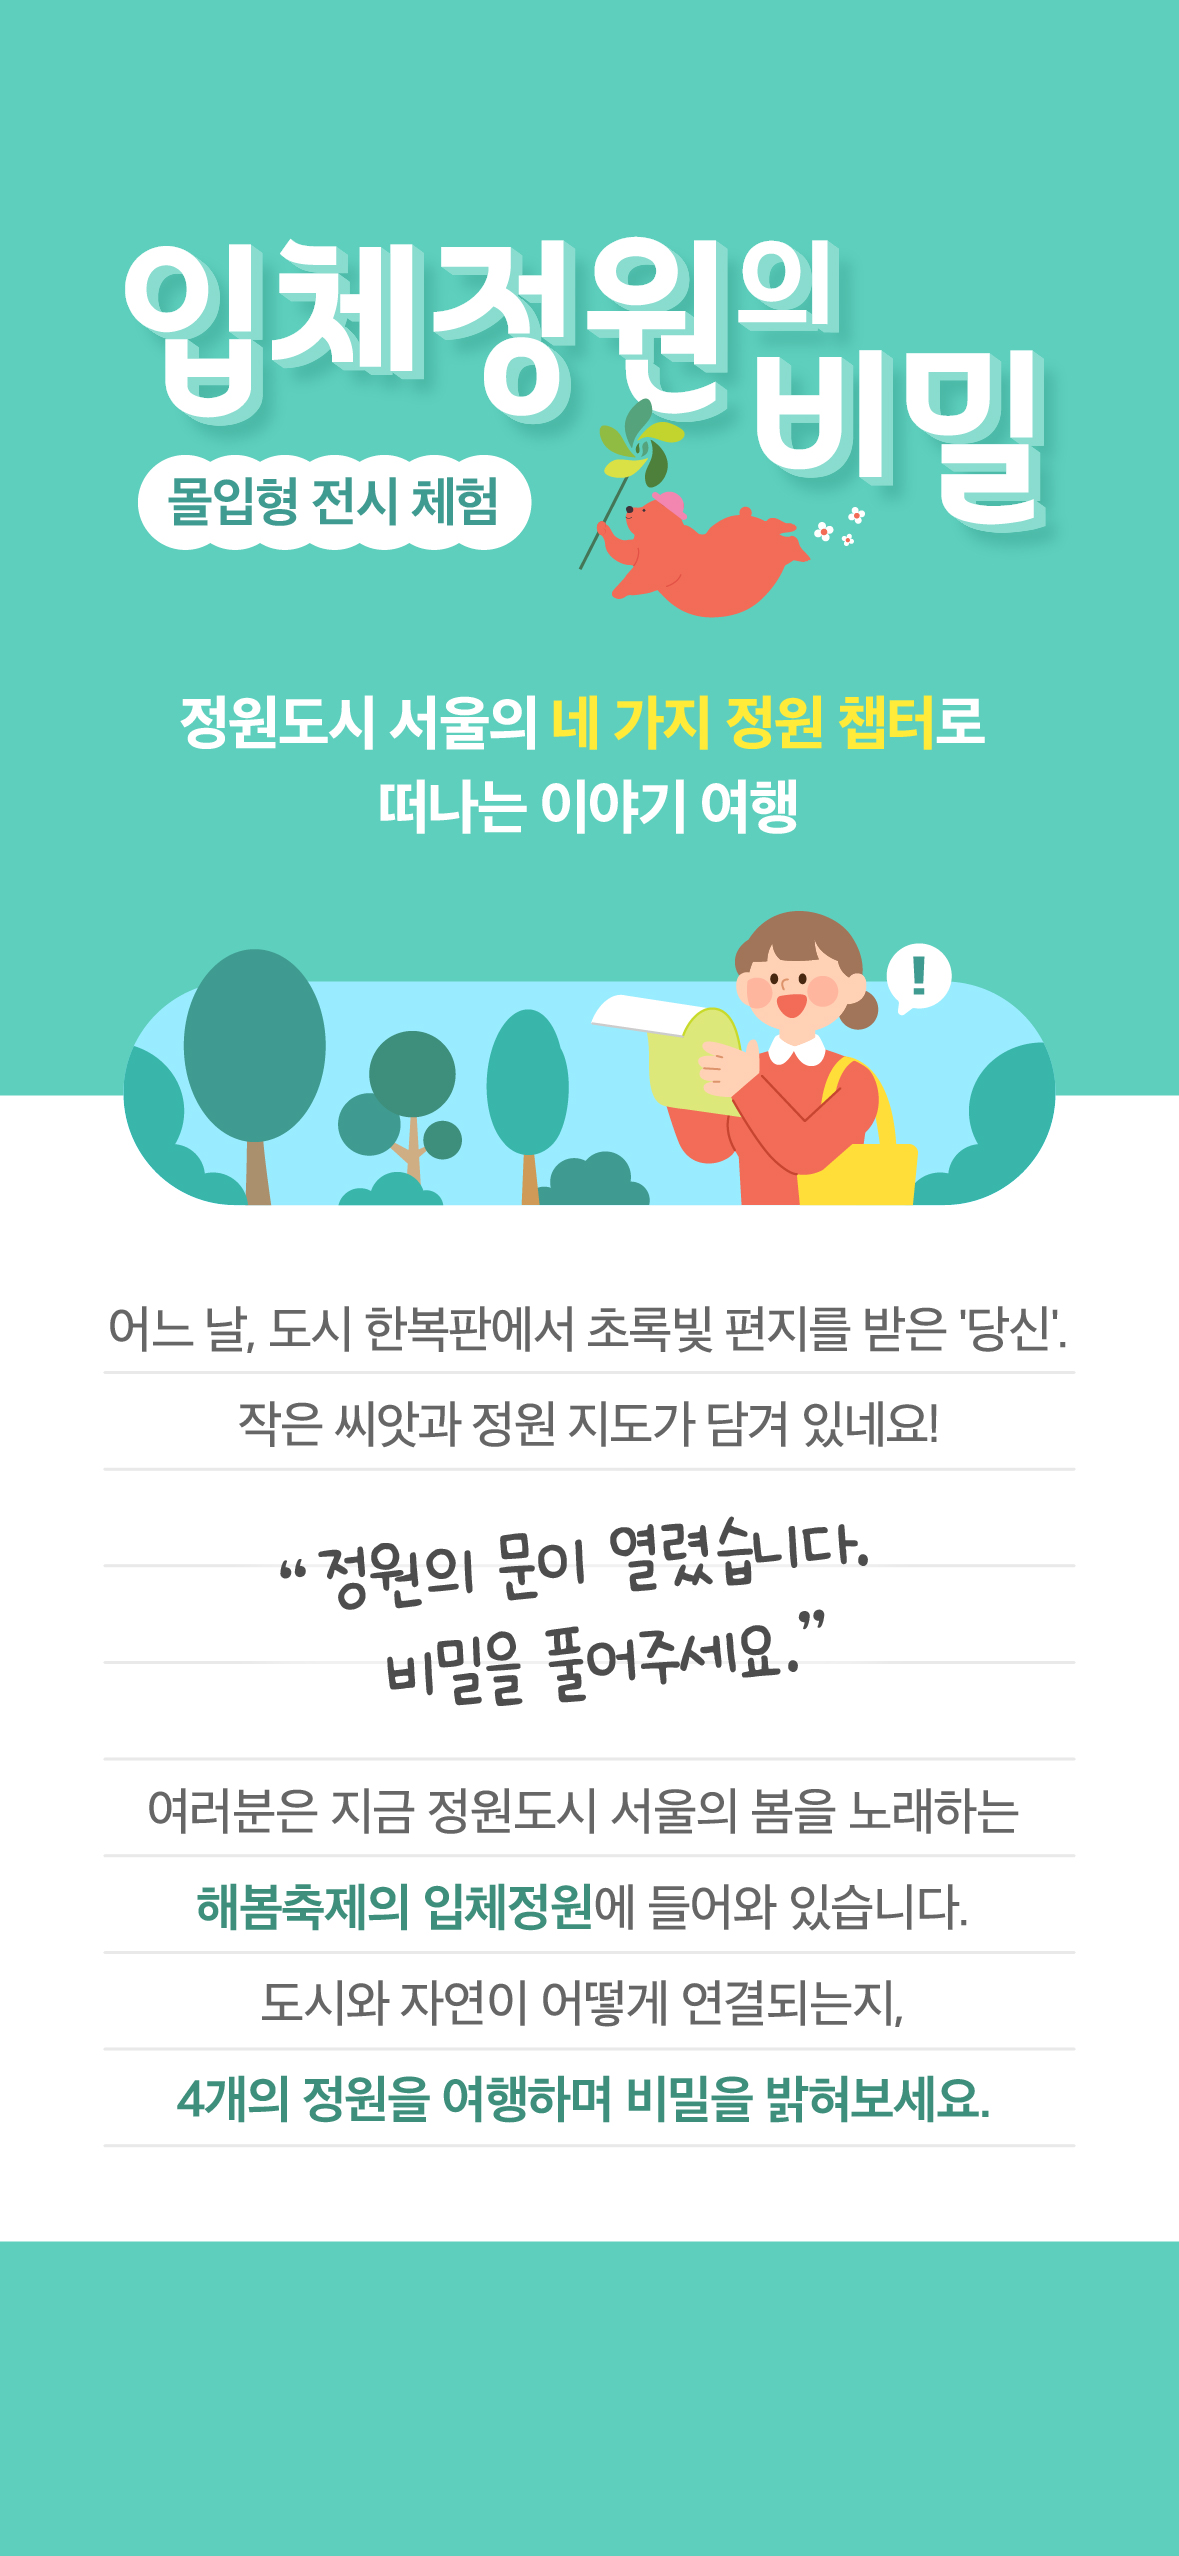 입체정원의
비밀
몰입형 전시 체험
정원도시 서울의 네 가지 정원 챕터로
떠나는 이야기 여행
!
어느 날, 도시 한복판에서 초록빛 편지를 받은 '당신'.
작은 씨앗과 정원 지도가 담겨 있네요!
“정원의 문이 열렸습니다.
비밀을 풀어주세요.”
여러분은 지금 정원도시 서울의 봄을 노래하는
해봄축제의 입체정원에 들어와 있습니다.
도시와 자연이 어떻게 연결되는지,
4개의 정원을 여행하며 비밀을 밝혀보세요.